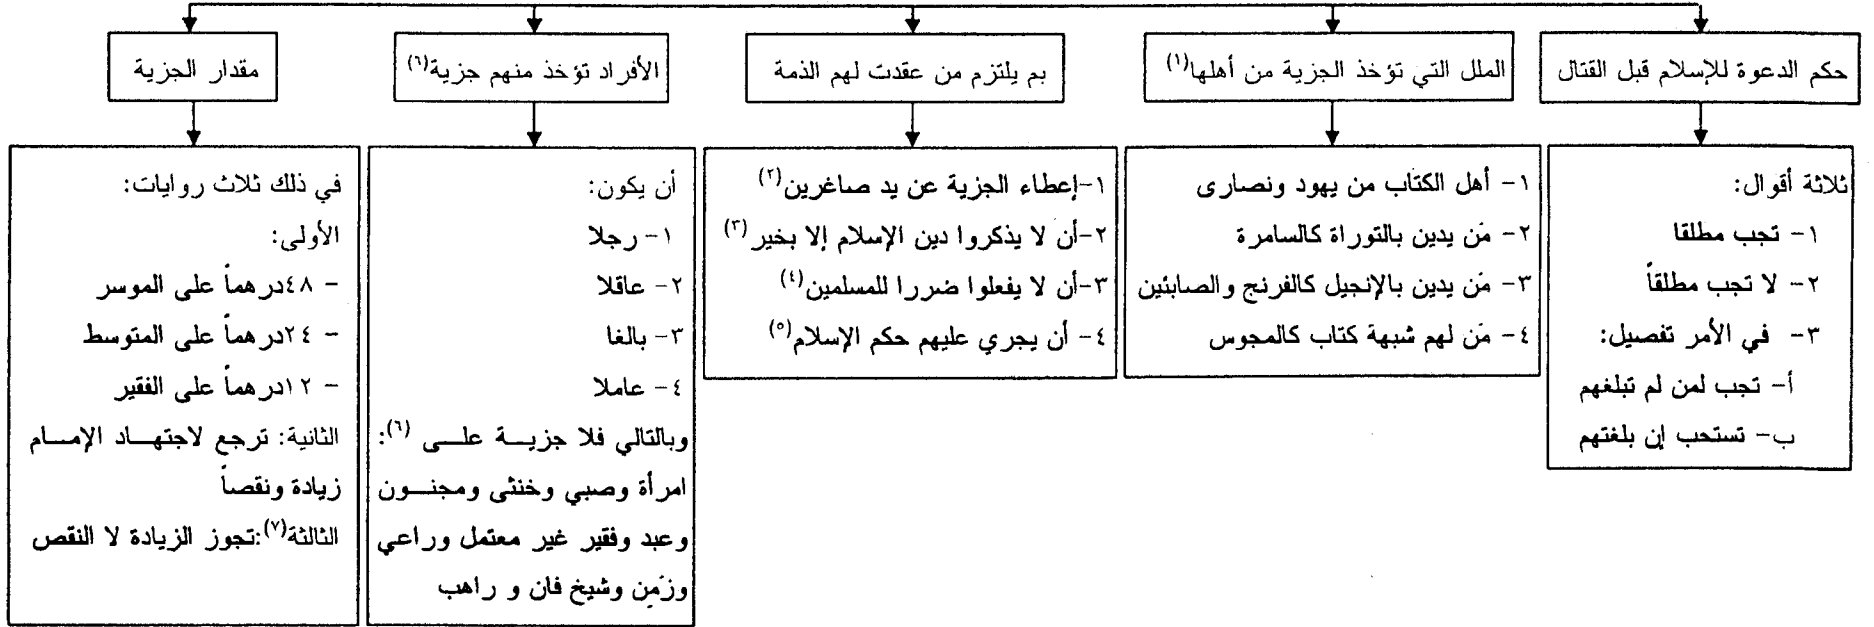 حكم الدعوة للإسلام قبل القتال
ثلاثة أقوال:
١- تجب مطلقا
٢- لا تجب مطلقاً
٣- في الأمر تفصيل:
أ- تجب لمن لم تبلغهم
ب- تستحب إن بلغتهم
الملل التي تؤخذ الجزية من أهلها(١)
١- أهل الكتاب من يهود ونصارى
٢- مَن يدين بالتوراة كالسامرة
٣- مَن يدين بالإنجيل كالفرنج والصابئين
٤- مَن لهم شبهة كتاب كالمجوس
بم يلتزم من عقدت لهم الذمة
١-إعطاء الجزية عن يد صاغرين(٢)
٢-أن لا يذكروا دين الإسلام إلا بخير(٣)
٣-أن لا يفعلوا ضررا للمسلمين(٤)
٤- أن يجري عليهم حكم الإسلام(٥)
الأفراد تؤخذ منهم جزية(٦)
أن يكون:
١- رجلا
٢- عاقلا
٣- بالغا
٤- عاملا
وبالتالي فلا جزيـــة علـــى (٦):
امرأة وصبي وخنثى ومجنـــون
وعبد وفقير غير معتمل وراعي
وزَمِن وشيخ فان و راهب
مقدار الجزية
في ذلك ثلاث روايات:
الأولى:
- ٤٨درهماً على الموسر
- ٢٤درهماً على المتوسط
- ١٢درهماً على الفقير
الثانية: ترجع لاجتهـــاد الإمـــام
زيادة ونقصاً
الثالثة(٧):تجوز الزيادة لا النقص